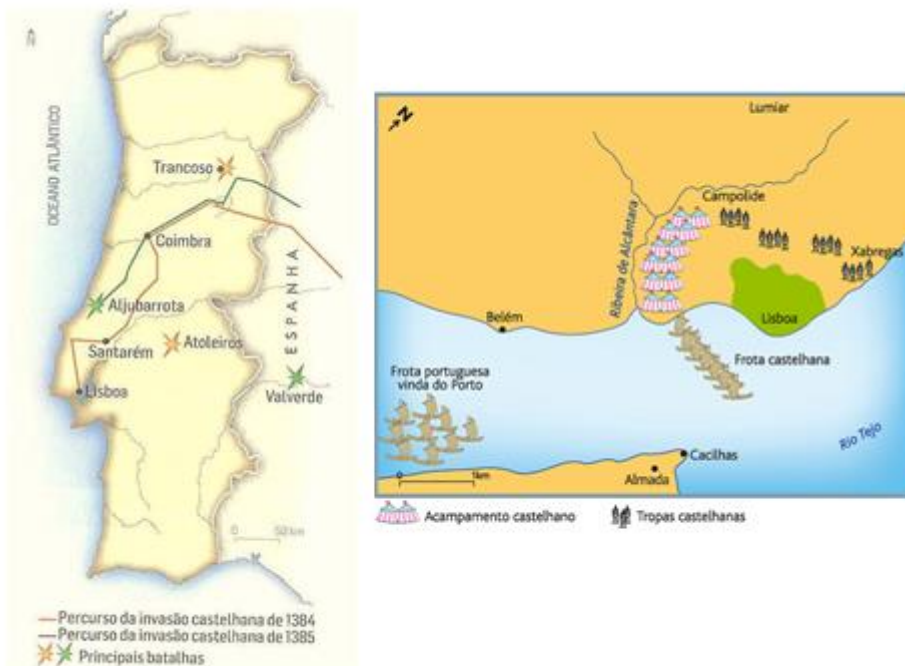 N
OCEANO ATLÂNTICO
Trancoso
Coimbra
Aljubarrota
ESPANHA
Santarém
Atoleiros
Lisboa
Valverde
0 50 km
Percurso da invasão castelhana de 1384
Percurso da invasão castelhana de 1385
Principais batalhas
N
Lumiar
Campolide
Ribeira de Alcântara
Xabregas
Belém
Lisboa
Frota castelhana
Frota portuguesa
vinda do Porto
Rio Tejo
Cacilhas
0 1km
Almada
Acampamento castelhano
Tropas castelhanas